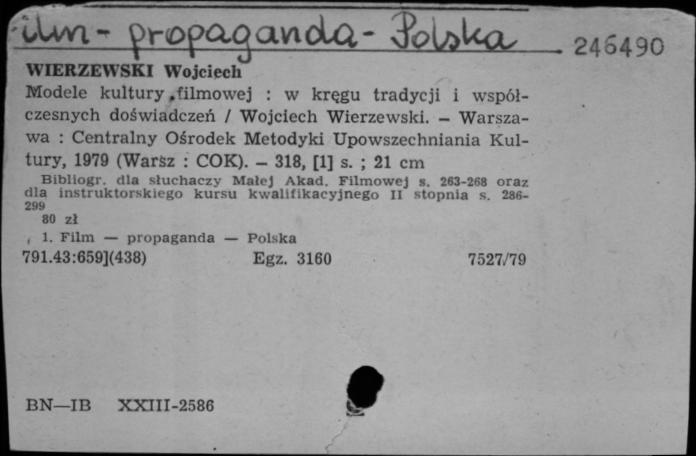 film - propaganda - Polska 246490
WIERZEWSKI Wojciech
Modele kultury filmowej : w kręgu tradycji i współ-
czesnych doświadczeń / Wojciech Wierzewski. — Warsza-
wa : Centralny Ośrodek Metodyki Upowszechniania Kul-
tury, 1979 (Warsz : COK). — 318, [1] s. ; 21 cm
Bibliogr. dla słuchaczy Małej Akad. Filmowej s. 263-268 oraz
dla instruktorskiego kursu kwalifikacyjnego II stopnia s. 286-
299
80 zł
1. Film — propaganda — Polska
791.43:659](438) Egz. 3160 7527/79
BN—IB XXIII-2586